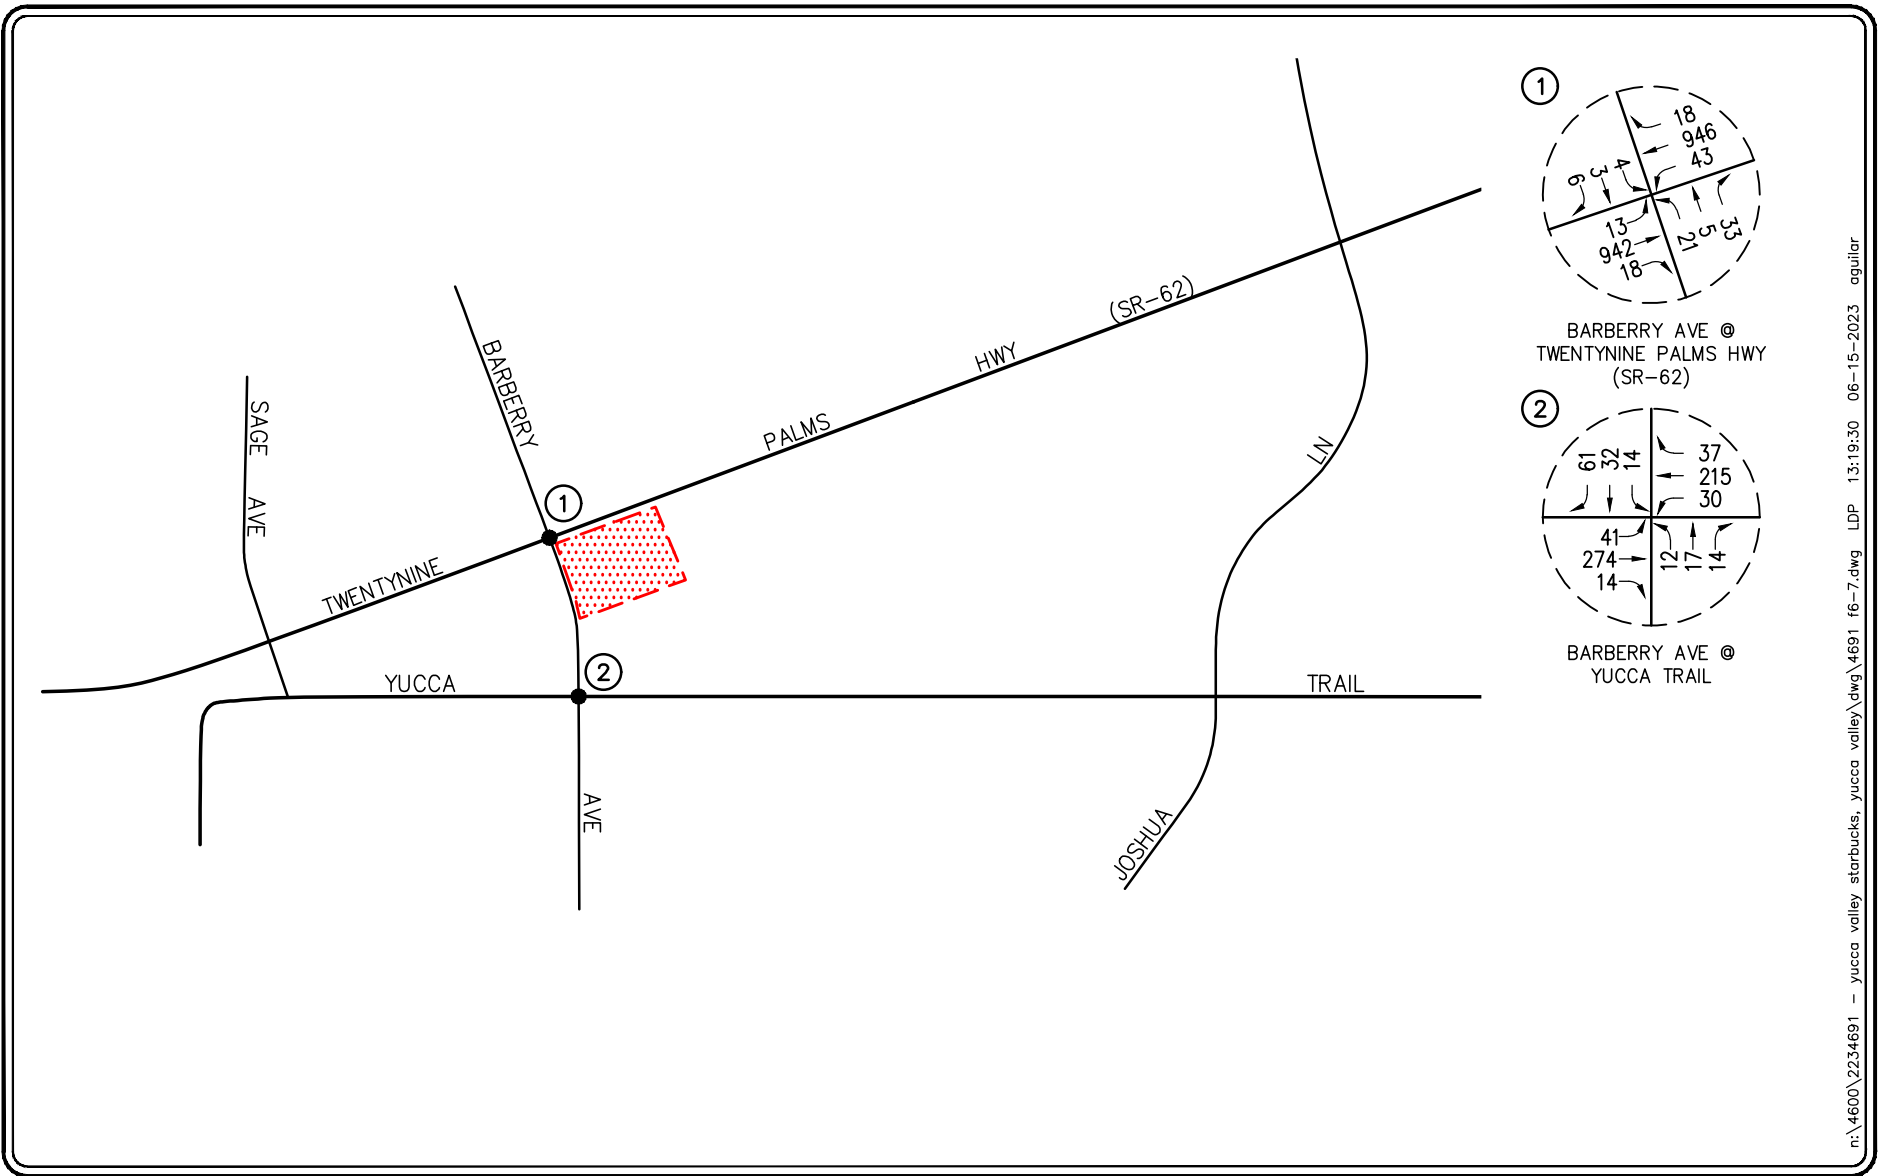 SAGE AVE
BARBERRY
AVE
TWENTYNINE PALMS HWY (SR-62)
YUCCA TRAIL
JOSHUA LN
1
2
1
18
946
43
6 3 4
13
942
18
21 5 33
BARBERRY AVE @
TWENTYNINE PALMS HWY
(SR-62)
2
61 32 14
37
215
30
41
274
14
12 17 14
BARBERRY AVE @
YUCCA TRAIL
n:\4600\2234691 - yucca valley starbucks, yucca valley\dwg\4691 f6-7.dwg LDP 13:19:30 06-15-2023 aguilar